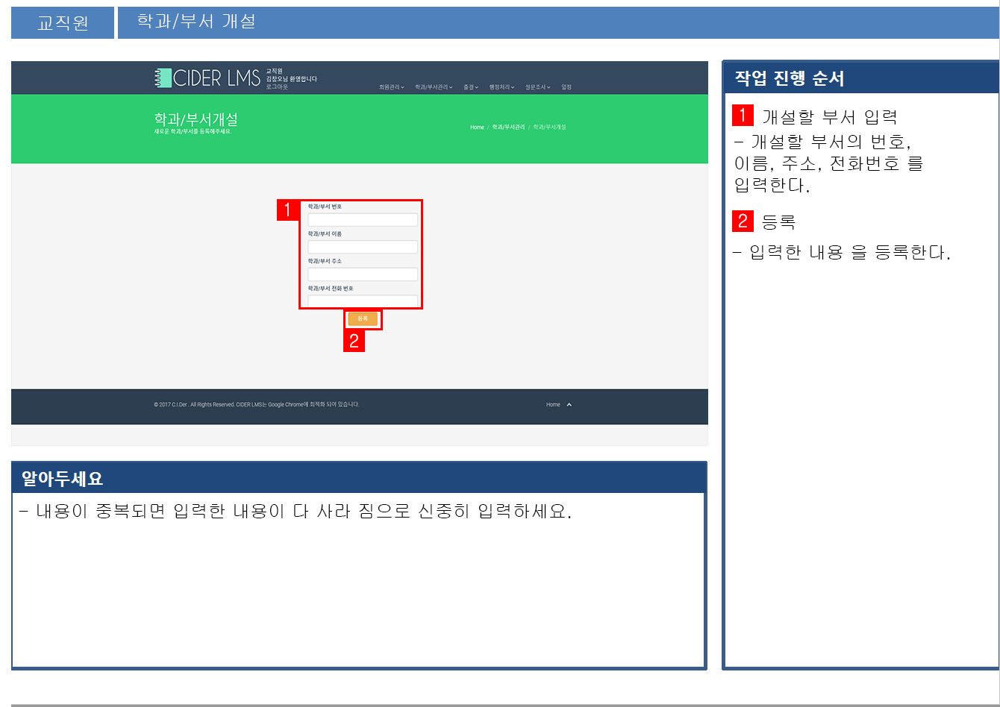 교직원
학과/부서 개설
CIDER LMS
교직원
김창오님 환영합니다
로그아웃
회원관리 학과/부서관리 출결 행정처리 설문조사 일정
학과/부서개설
새로운 학과/부서를 등록해주세요.
Home / 학과/부서관리 / 학과/부서개설
1
학과/부서 번호
학과/부서 이름
학과/부서 주소
학과/부서 전화 번호
등록
2
© 2017 C.I.Der . All Rights Reserved. CIDER LMS는 Google Chrome에 최적화 되어 있습니다.
Home
작업 진행 순서
1 개설할 부서 입력
- 개설할 부서의 번호,
이름, 주소, 전화번호 를
입력한다.
2 등록
- 입력한 내용 을 등록한다.
알아두세요
- 내용이 중복되면 입력한 내용이 다 사라 짐으로 신중히 입력하세요.